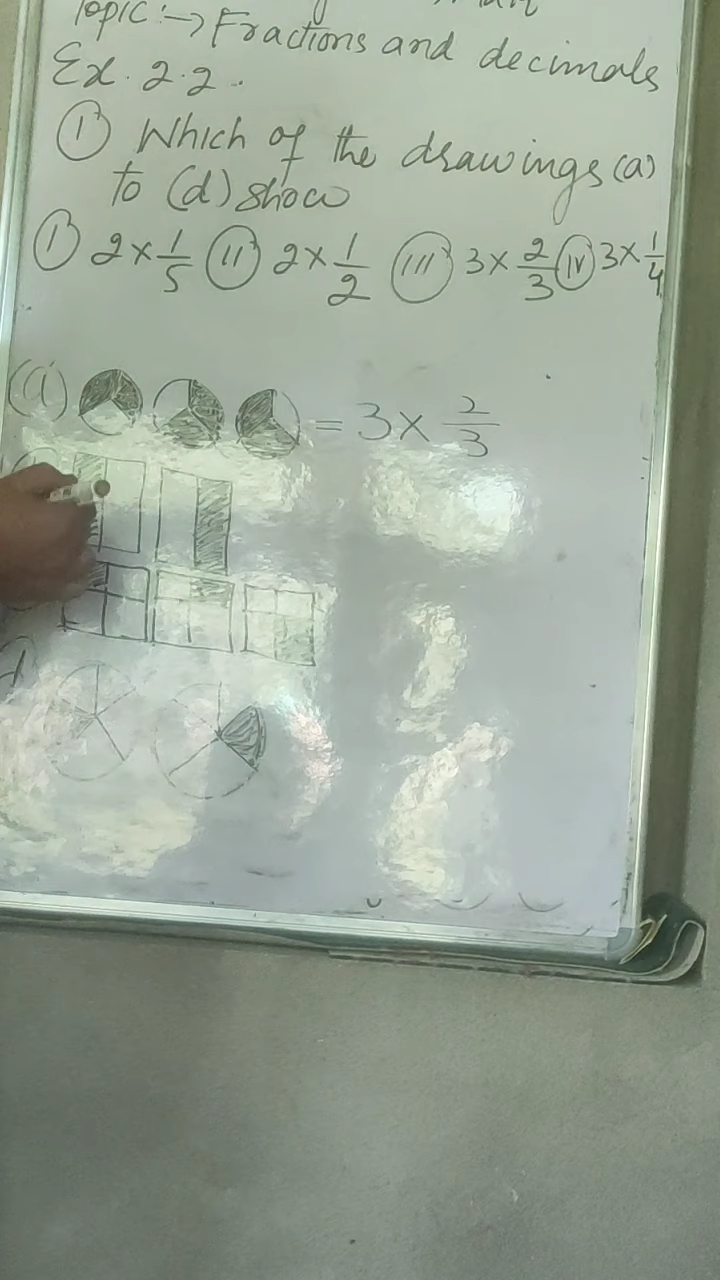 Topic :→ Fractions and decimals
Ex. 2.2.
① Which of the drawings (a)
to (d) show
(i) 2 × 1/5 (ii) 2 × 1/2 (iii) 3 × 2/3 (iv) 3 × 1/4
(a) = 3 × 2/3
d